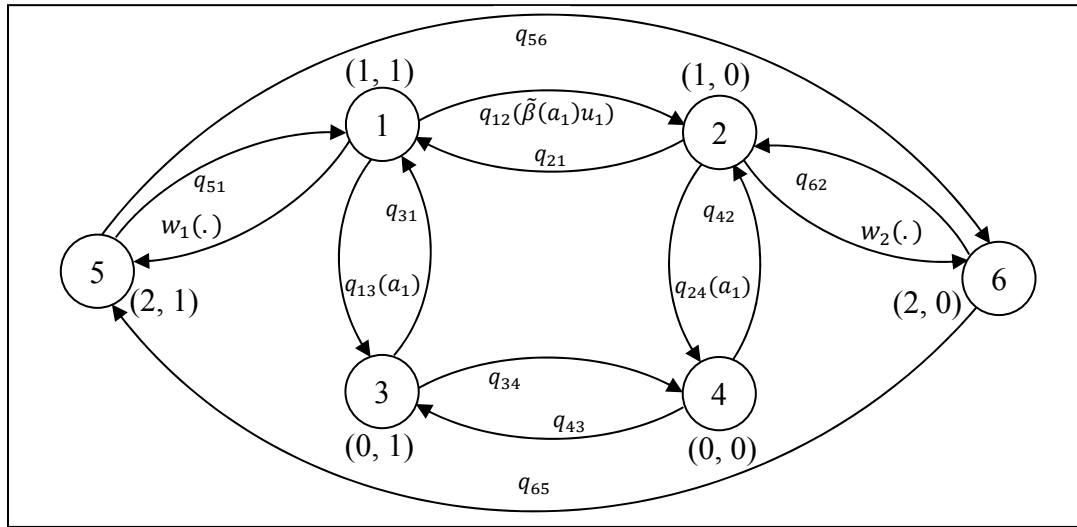 q₅₆
(1, 1)
(1, 0)
1
q₁₂(β̃(a₁)u₁)
2
q₂₁
q₅₁
q₆₂
w₁(.)
q₃₁
q₄₂
w₂(.)
5
6
(2, 1)
q₁₃(a₁)
q₂₄(a₁)
(2, 0)
3
q₃₄
4
q₄₃
(0, 1)
(0, 0)
q₆₅